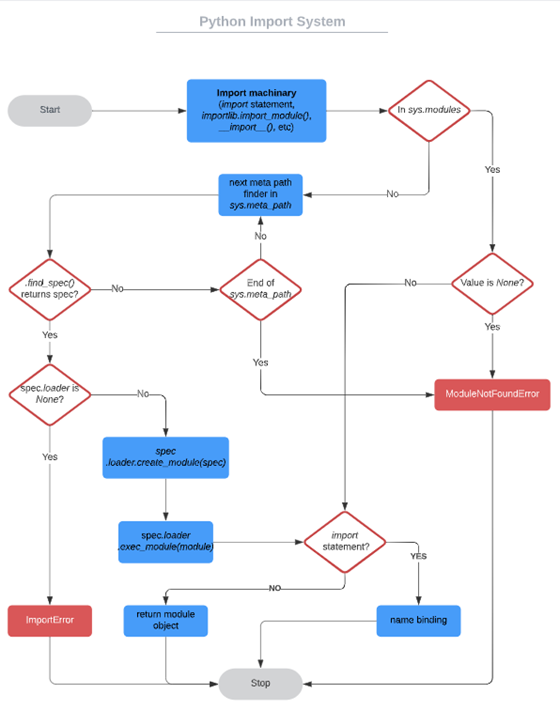 Python Import System
Start
Import machinary
(import statement,
importlib.import_module(),
__import__(), etc)
In sys.modules
Yes
No
next meta path
finder in
sys.meta_path
No
.find_spec()
returns spec?
No
End of
sys.meta_path
No
Value is None?
Yes
Yes
Yes
spec.loader is
None?
No
ModuleNotFoundError
spec
.loader.create_module(spec)
Yes
spec.loader
.exec_module(module)
import
statement?
YES
NO
ImportError
return module
object
name binding
Stop